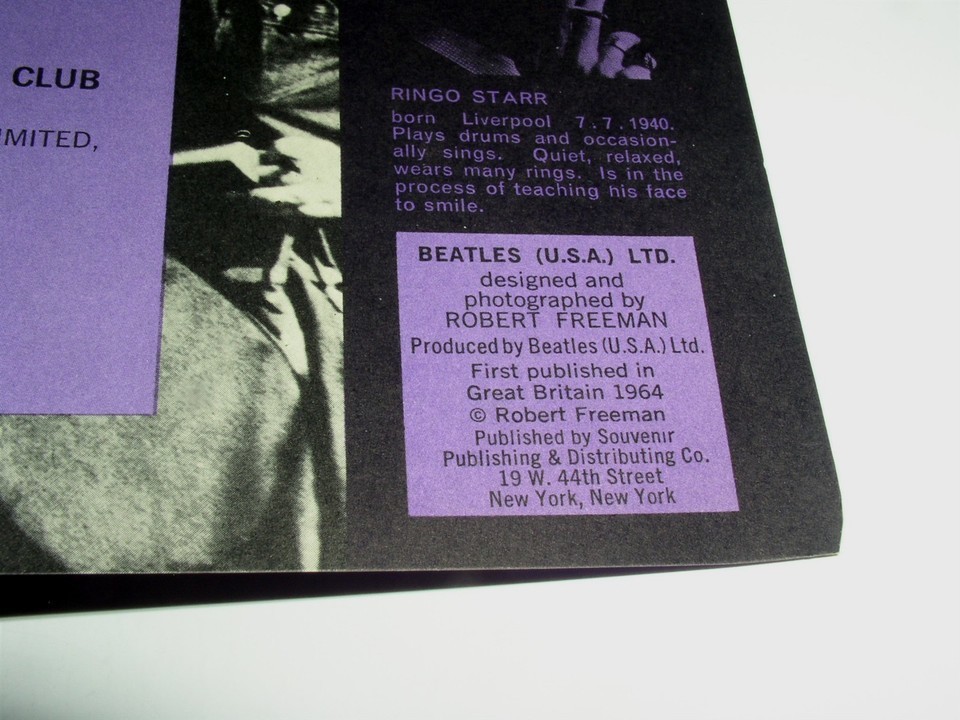 CLUB
IMITED,
RINGO STARR
born Liverpool 7.7.1940.
Plays drums and occasion-
ally sings. Quiet, relaxed,
wears many rings. Is in the
process of teaching his face
to smile.
BEATLES (U.S.A.) LTD.
designed and
photographed by
ROBERT FREEMAN
Produced by Beatles (U.S.A.) Ltd.
First published in
Great Britain 1964
© Robert Freeman
Published by Souvenir
Publishing & Distributing Co.
19 W. 44th Street
New York, New York